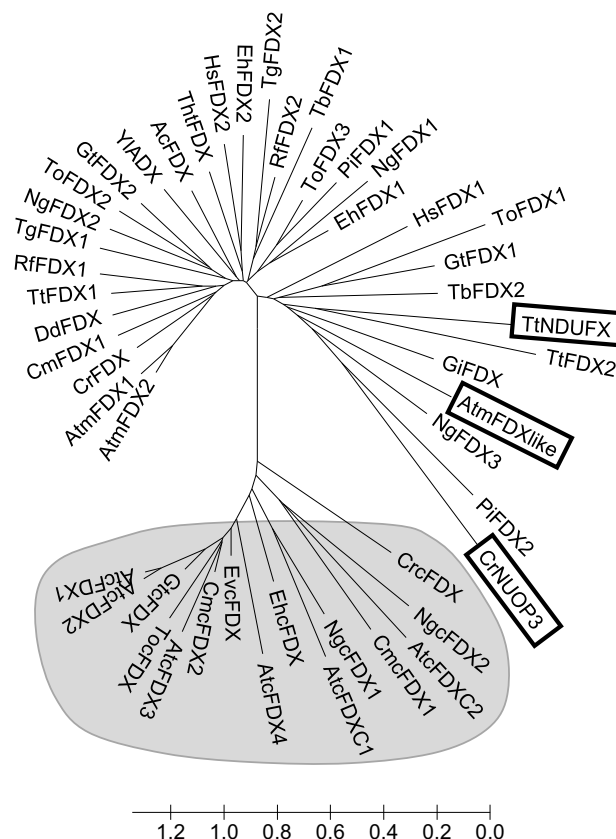 TgFDX2
EhFDX2
HsFDX2
ThtFDX
AcFDX
YlADX
GtFDX2
ToFDX2
NgFDX2
TgFDX1
RfFDX1
TtFDX1
DdFDX
CmFDX1
CrFDX
AtmFDX1
AtmFDX2
RfFDX2
TbFDX1
ToFDX3
PiFDX1
NgFDX1
EhFDX1
HsFDX1
ToFDX1
GtFDX1
TbFDX2
TtNDUFX
TtFDX2
GiFDX
AtmFDXlike
NgFDX3
PiFDX2
CrNUOP3
CrcFDX
NgcFDX2
AtcFDXC2
CmcFDX1
NgcFDX1
AtcFDXC1
EhcFDX
AtcFDX4
EvcFDX
CmcFDX2
AtcFDX3
TocFDX
GtcFDX
AtcFDX2
AtcFDX1
1.2 1.0 0.8 0.6 0.4 0.2 0.0